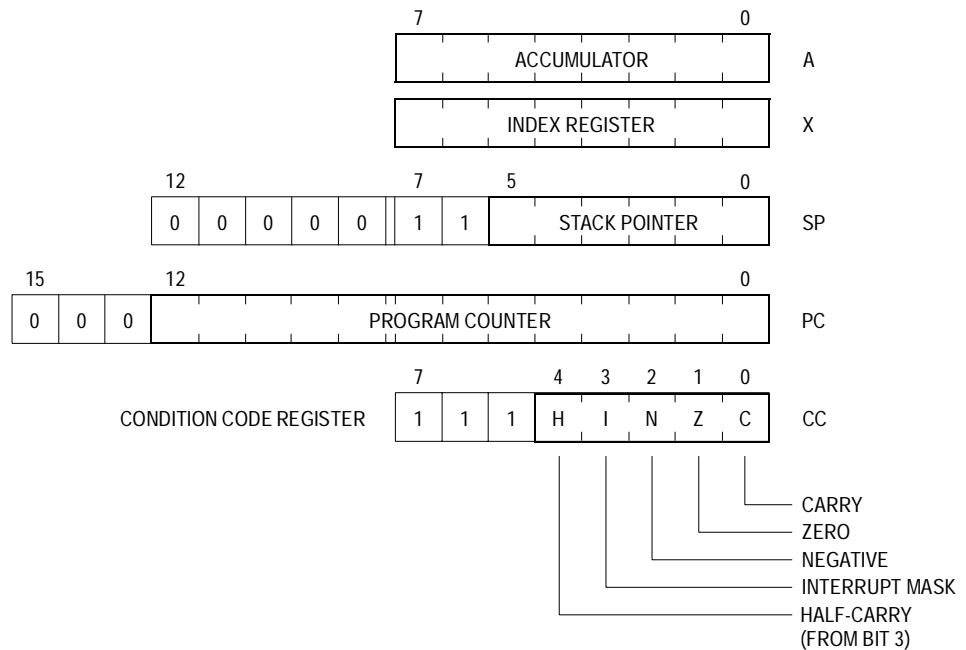 7 0
ACCUMULATOR A
INDEX REGISTER X
12 7 5 0
0 0 0 0 0 1 1 STACK POINTER SP
15 12 0
0 0 0 PROGRAM COUNTER PC
7 4 3 2 1 0
CONDITION CODE REGISTER 1 1 1 H I N Z C CC
CARRY
ZERO
NEGATIVE
INTERRUPT MASK
HALF-CARRY
(FROM BIT 3)